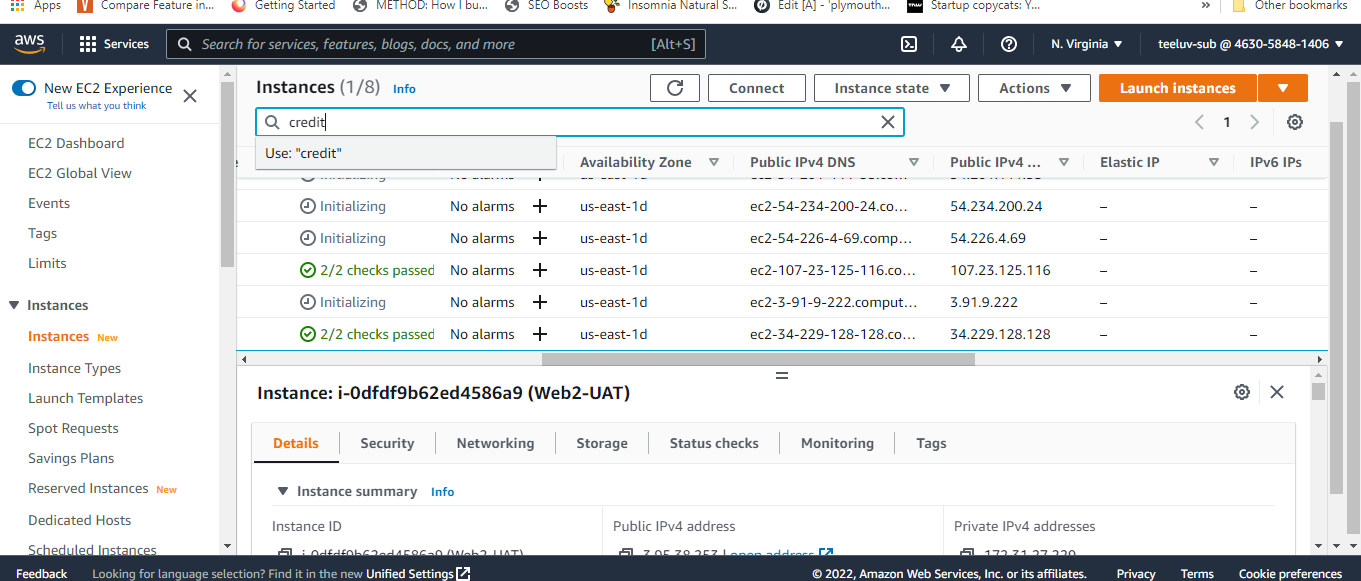 Apps Compare Feature in... Getting Started METHOD: How I bu... SEO Boosts Insomnia Natural S... Edit [A] - 'plymouth... Startup copycats: Y... » Other bookmarks
aws Services Search for services, features, blogs, docs, and more [Alt+S] N. Virginia ▼ teeluv-sub @ 4630-5848-1406 ▼
New EC2 Experience
Tell us what you think
EC2 Dashboard
EC2 Global View
Events
Tags
Limits
Instances
Instances New
Instance Types
Launch Templates
Spot Requests
Savings Plans
Reserved Instances New
Dedicated Hosts
Scheduled Instances
Instances (1/8) Info Connect Instance state Actions Launch instances
credit 1
Use: "credit"
Availability Zone Public IPv4 DNS Public IPv4 ... Elastic IP IPv6 IPs
Initializing No alarms + us-east-1d
Initializing No alarms + us-east-1d ec2-54-234-200-24.co... 54.234.200.24 – –
Initializing No alarms + us-east-1d ec2-54-226-4-69.comp... 54.226.4.69 – –
2/2 checks passed No alarms + us-east-1d ec2-107-23-125-116.co... 107.23.125.116 – –
Initializing No alarms + us-east-1d ec2-3-91-9-222.comput... 3.91.9.222 – –
2/2 checks passed No alarms + us-east-1d ec2-34-229-128-128.co... 34.229.128.128 – –
Instance: i-0dfdf9b62ed4586a9 (Web2-UAT)
Details Security Networking Storage Status checks Monitoring Tags
Instance summary Info
Instance ID Public IPv4 address Private IPv4 addresses
i-0dfdf9b62ed4586a9 (Web2-UAT) 3.95.38.253 | open address 172.31.27.229
Feedback Looking for language selection? Find it in the new Unified Settings © 2022, Amazon Web Services, Inc. or its affiliates. Privacy Terms Cookie preferences